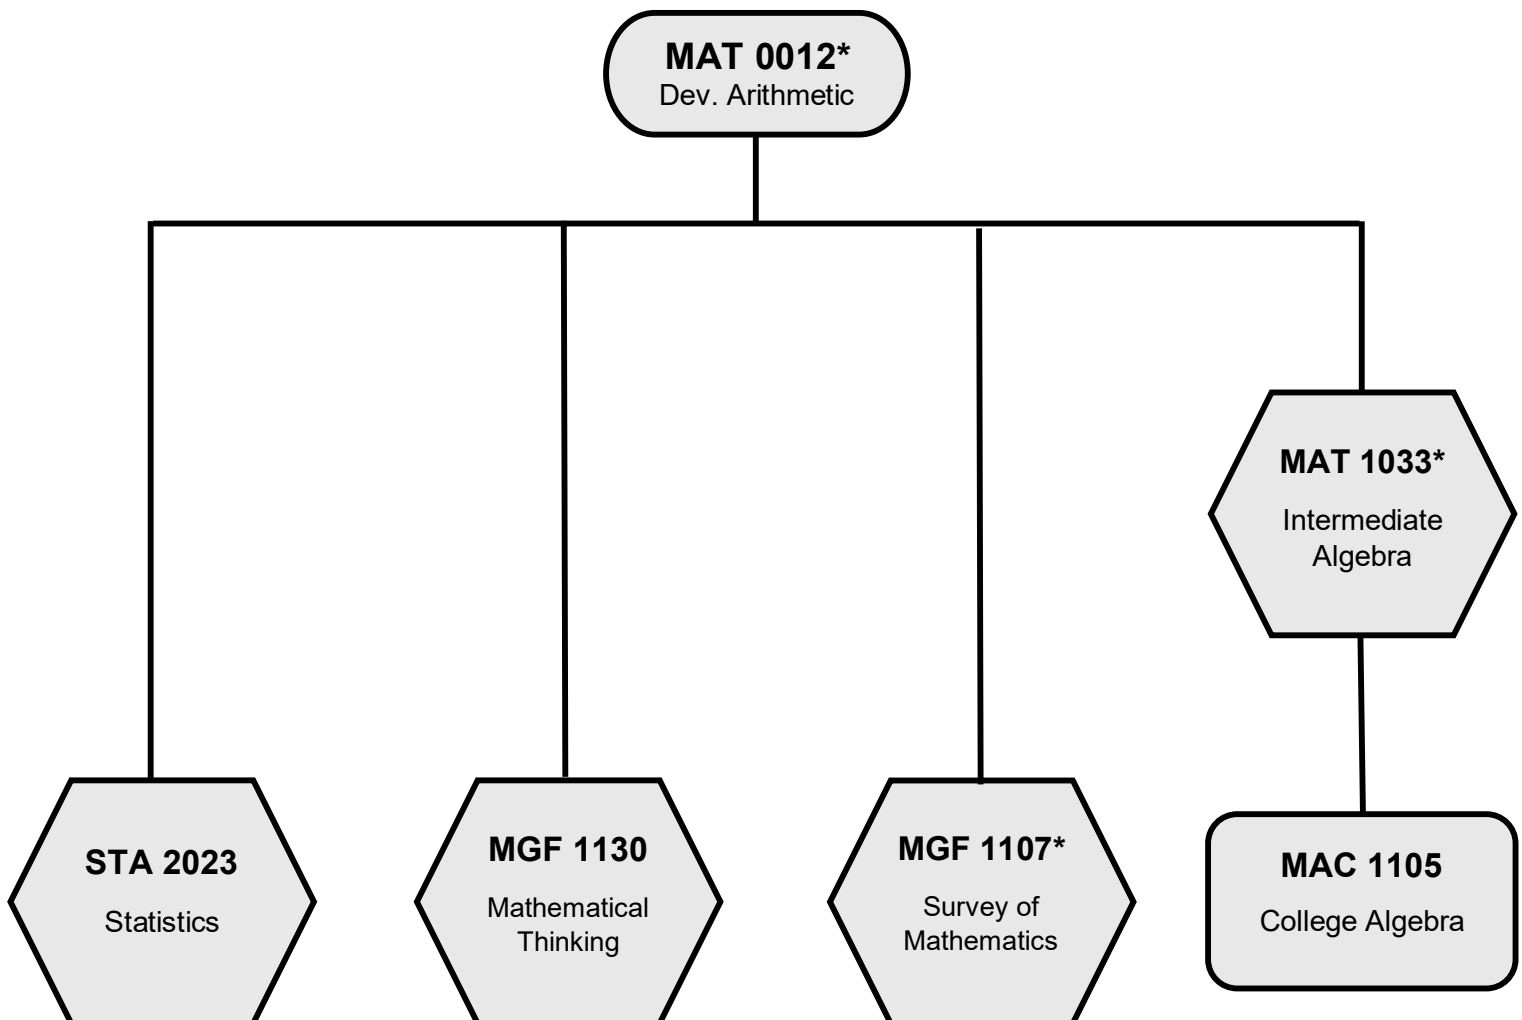 MAT 0012*
Dev. Arithmetic
MAT 1033*
Intermediate
Algebra
STA 2023
Statistics
MGF 1130
Mathematical
Thinking
MGF 1107*
Survey of
Mathematics
MAC 1105
College Algebra